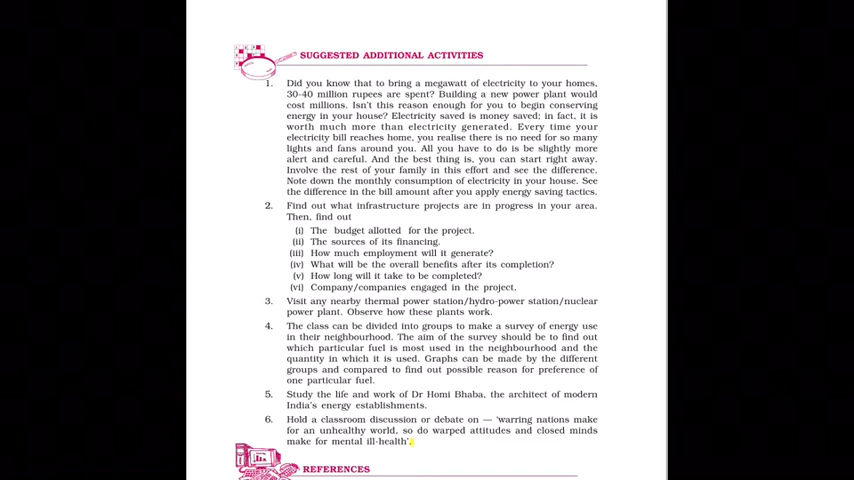 SUGGESTED ADDITIONAL ACTIVITIES
1. Did you know that to bring a megawatt of electricity to your homes,
30-40 million rupees are spent? Building a new power plant would
cost millions. Isn't this reason enough for you to begin conserving
energy in your house? Electricity saved is money saved; in fact, it is
worth much more than electricity generated. Every time your
electricity bill reaches home, you realise there is no need for so many
lights and fans around you. All you have to do is be slightly more
alert and careful. And the best thing is, you can start right away.
Involve the rest of your family in this effort and see the difference.
Note down the monthly consumption of electricity in your house. See
the difference in the bill amount after you apply energy saving tactics.
2. Find out what infrastructure projects are in progress in your area.
Then, find out
(i) The budget allotted for the project.
(ii) The sources of its financing.
(iii) How much employment will it generate?
(iv) What will be the overall benefits after its completion?
(v) How long will it take to be completed?
(vi) Company/companies engaged in the project.
3. Visit any nearby thermal power station/hydro-power station/nuclear
power plant. Observe how these plants work.
4. The class can be divided into groups to make a survey of energy use
in their neighbourhood. The aim of the survey should be to find out
which particular fuel is most used in the neighbourhood and the
quantity in which it is used. Graphs can be made by the different
groups and compared to find out possible reason for preference of
one particular fuel.
5. Study the life and work of Dr Homi Bhaba, the architect of modern
India's energy establishments.
6. Hold a classroom discussion or debate on — 'warring nations make
for an unhealthy world, so do warped attitudes and closed minds
make for mental ill-health'.
REFERENCES